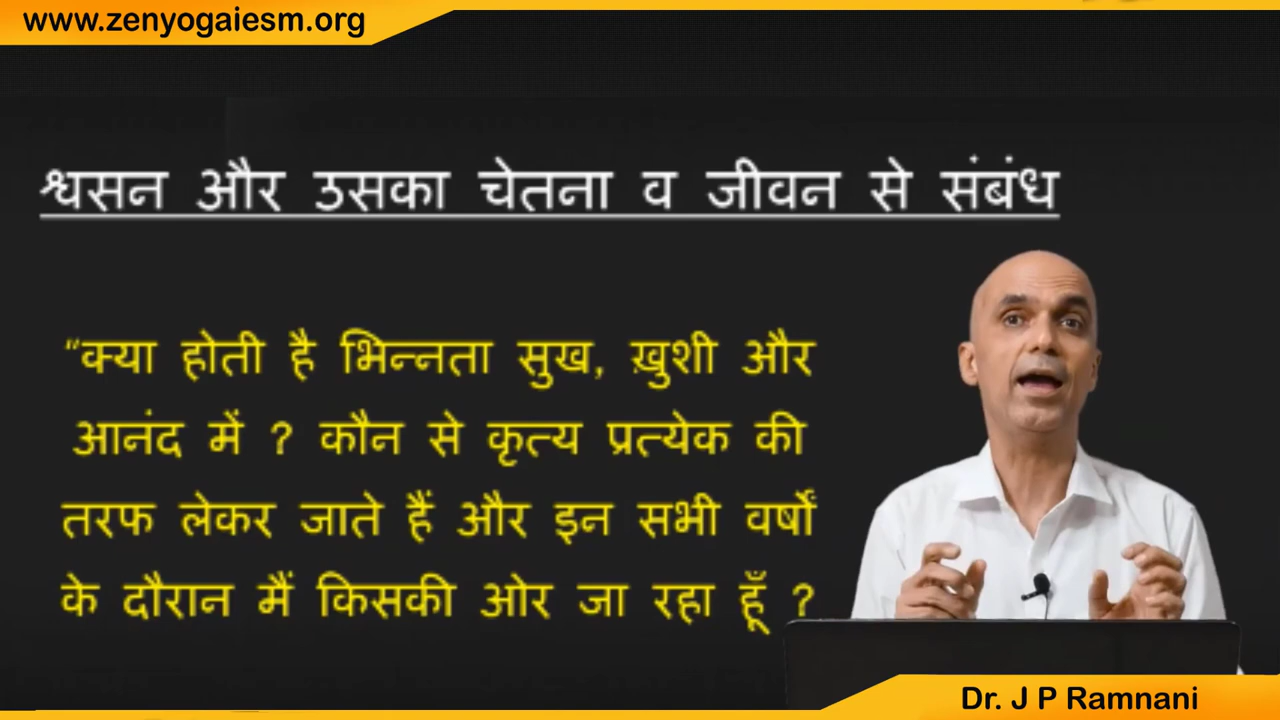 www.zenyogaiesm.org
श्वसन और उसका चेतना व जीवन से संबंध
“क्या होती है भिन्नता सुख, ख़ुशी और
आनंद में ? कौन से कृत्य प्रत्येक की
तरफ लेकर जाते हैं और इन सभी वर्षों
के दौरान मैं किसकी ओर जा रहा हूँ ?
Dr. J P Ramnani